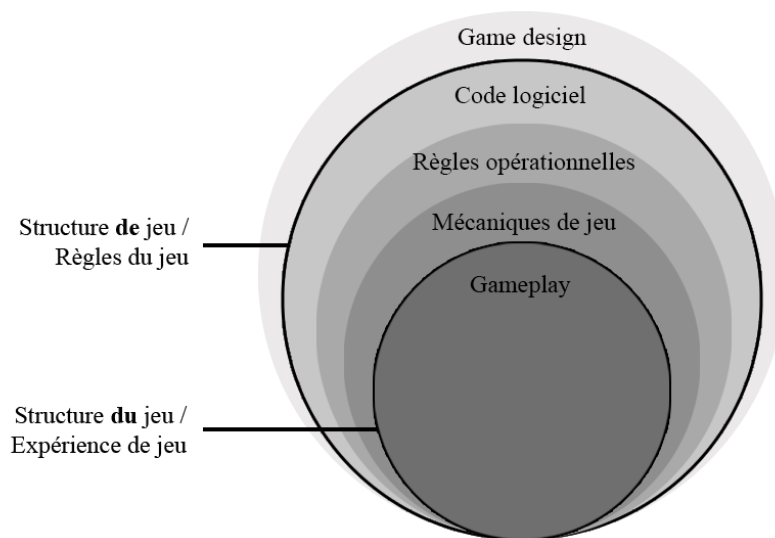 Game design
Code logiciel
Règles opérationnelles
Mécaniques de jeu
Gameplay
Structure de jeu /
Règles du jeu
Structure du jeu /
Expérience de jeu